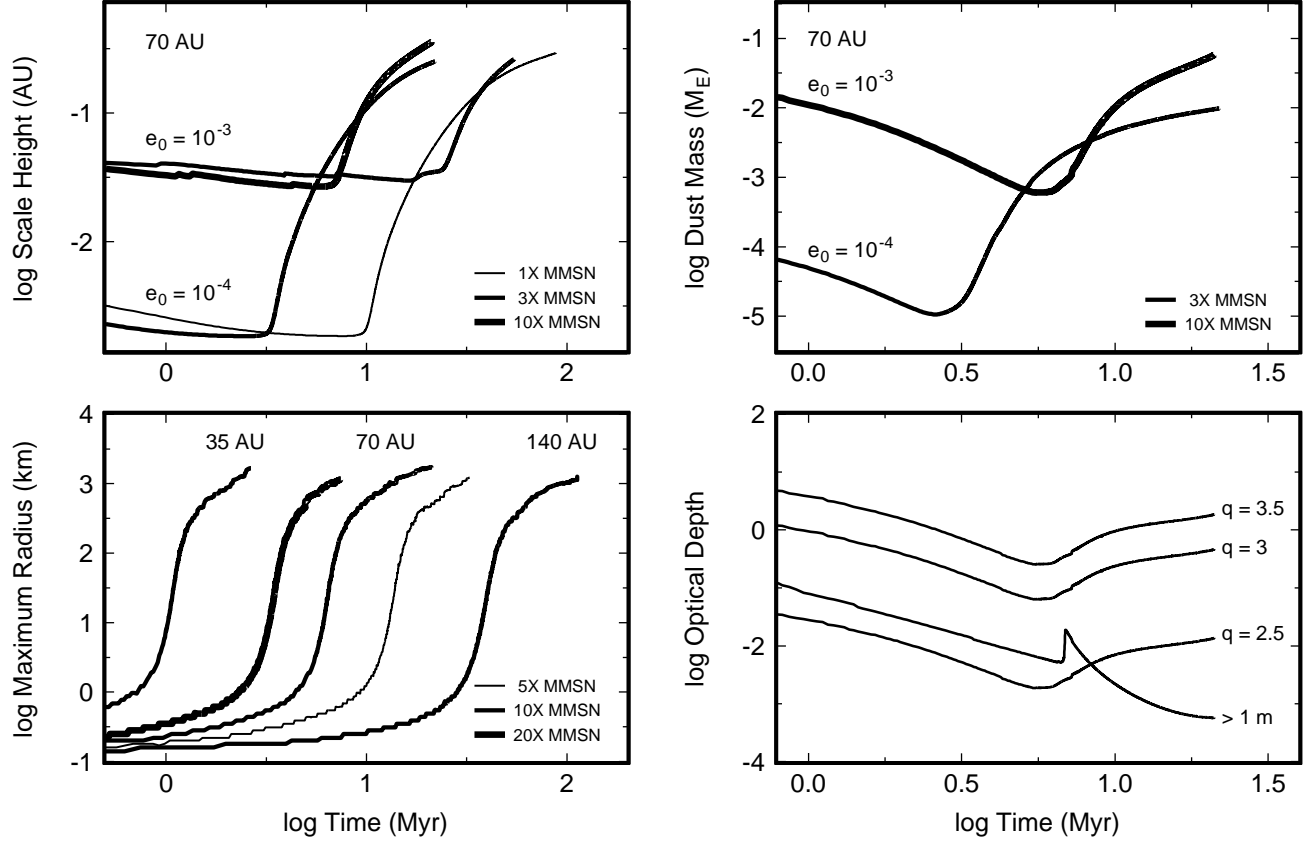 70 AU
e0 = 10-3
e0 = 10-4
1X MMSN
3X MMSN
10X MMSN
log Scale Height (AU)
-1
-2
0
1
2
70 AU
e0 = 10-3
e0 = 10-4
3X MMSN
10X MMSN
log Dust Mass (ME)
-1
-2
-3
-4
-5
0.0
0.5
1.0
1.5
35 AU
70 AU
140 AU
5X MMSN
10X MMSN
20X MMSN
log Maximum Radius (km)
4
3
2
1
0
-1
0
1
2
log Time (Myr)
q = 3.5
q = 3
q = 2.5
> 1 m
log Optical Depth
2
0
-2
-4
0.0
0.5
1.0
1.5
log Time (Myr)